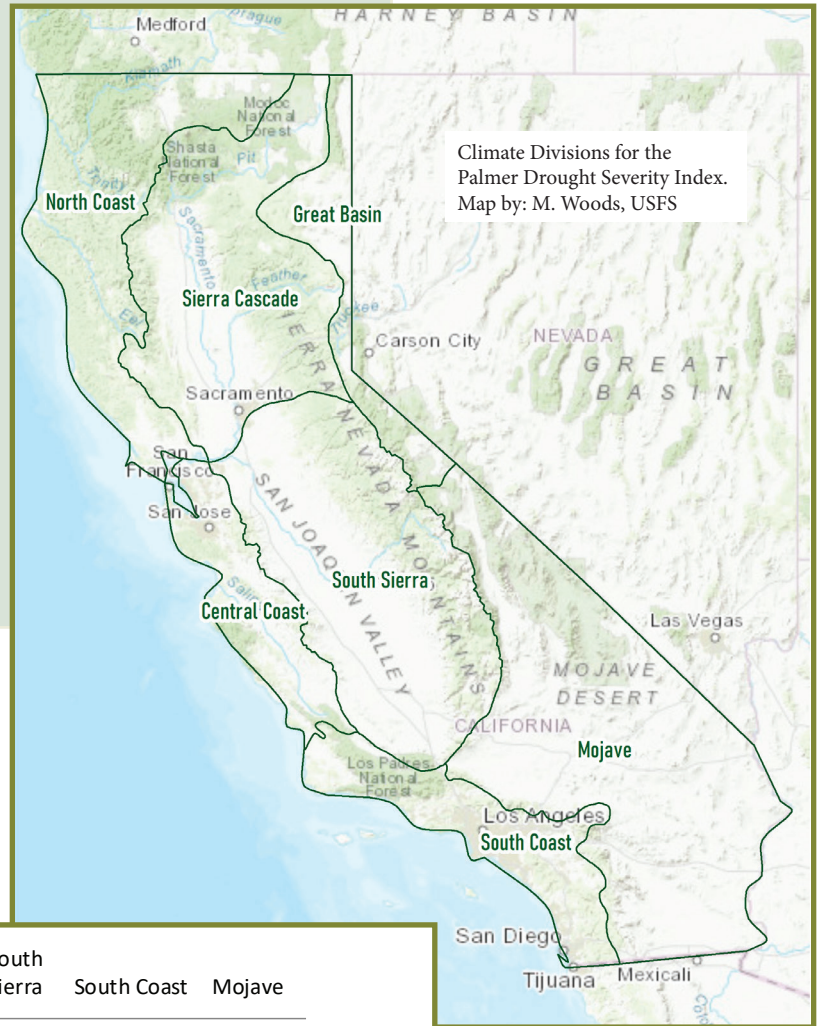 HARNEY BASIN
Sprague
Medford
Klamath
Modoc
National
Forest
Shasta
National
Forest
Pit
Climate Divisions for the
Palmer Drought Severity Index.
Map by: M. Woods, USFS
Trinity
North Coast
Great Basin
Sacramento
Feather
Sierra Cascade
Eel
Truckee
Carson City
NEVADA
GREAT
BASIN
Sacramento
SIERRA NEVADA MOUNTAINS
San
Francisco
San Jose
SAN JOAQUIN VALLEY
South Sierra
Central Coast
Las Vegas
MOJAVE
DESERT
CALIFORNIA
Mojave
Los Padres
National
Forest
Los Angeles
South Coast
San Diego
Tijuana
Mexicali
South Coast Mojave